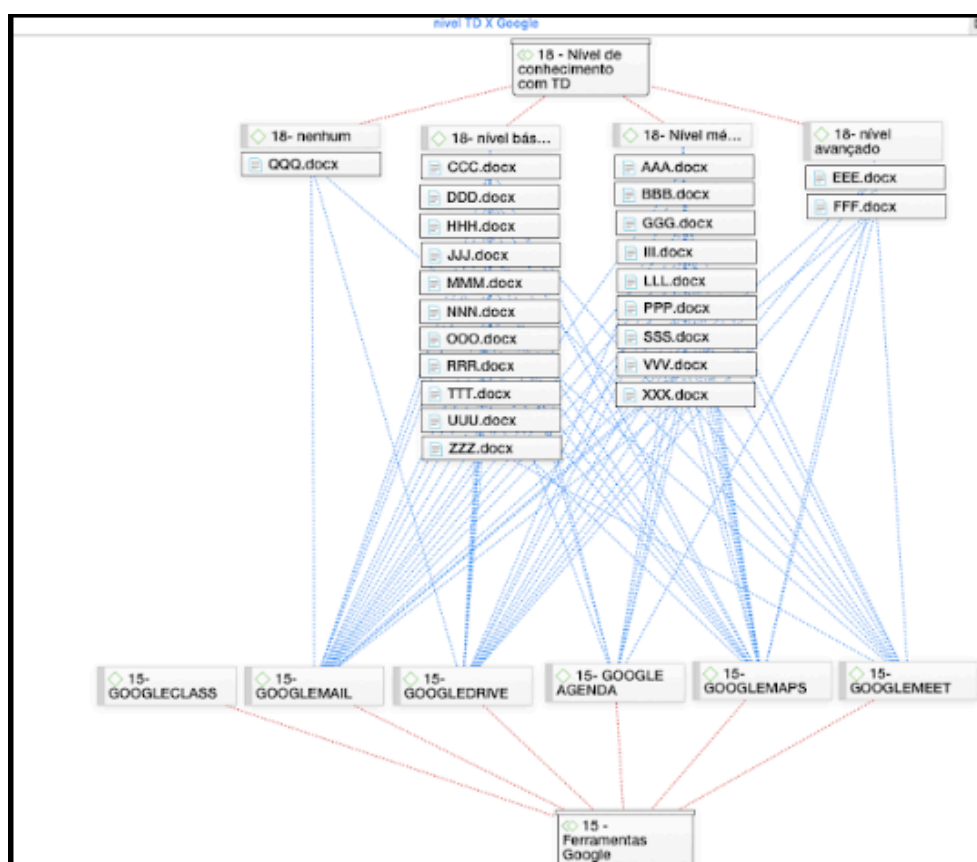 nível TD X Google
18 - Nível de
conhecimento
com TD
18- nenhum
QQQ.docx
18- nível bás...
CCC.docx
DDD.docx
HHH.docx
JJJ.docx
MMM.docx
NNN.docx
OOO.docx
RRR.docx
TTT.docx
UUU.docx
ZZZ.docx
18- Nível mé...
AAA.docx
BBB.docx
GGG.docx
III.docx
LLL.docx
PPP.docx
SSS.docx
VVV.docx
XXX.docx
18- nível
avançado
EEE.docx
FFF.docx
15-
GOOGLECLASS
15-
GOOGLEMAIL
15-
GOOGLEDRIVE
15- GOOGLE
AGENDA
15-
GOOGLEMAPS
15-
GOOGLEMEET
15 -
Ferramentas
Google